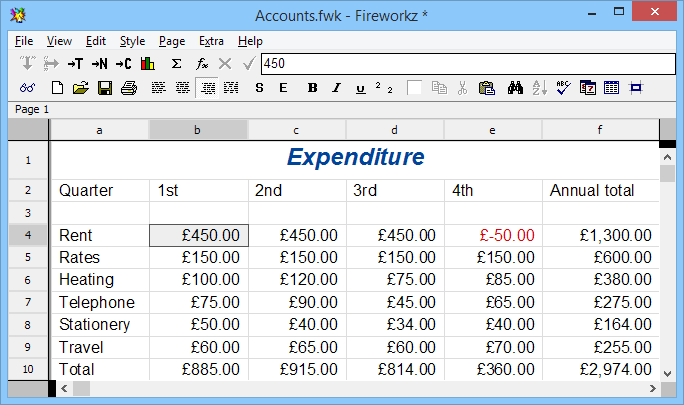 Accounts.fwk - Fireworkz *
File View Edit Style Page Extra Help
→T →N →C Σ fx 450
S E B I U x¹ x₂
Page 1
a b c d e f
1 Expenditure
2 Quarter 1st 2nd 3rd 4th Annual total
3
4 Rent £450.00 £450.00 £450.00 £-50.00 £1,300.00
5 Rates £150.00 £150.00 £150.00 £150.00 £600.00
6 Heating £100.00 £120.00 £75.00 £85.00 £380.00
7 Telephone £75.00 £90.00 £45.00 £65.00 £275.00
8 Stationery £50.00 £40.00 £34.00 £40.00 £164.00
9 Travel £60.00 £65.00 £60.00 £70.00 £255.00
10 Total £885.00 £915.00 £814.00 £360.00 £2,974.00